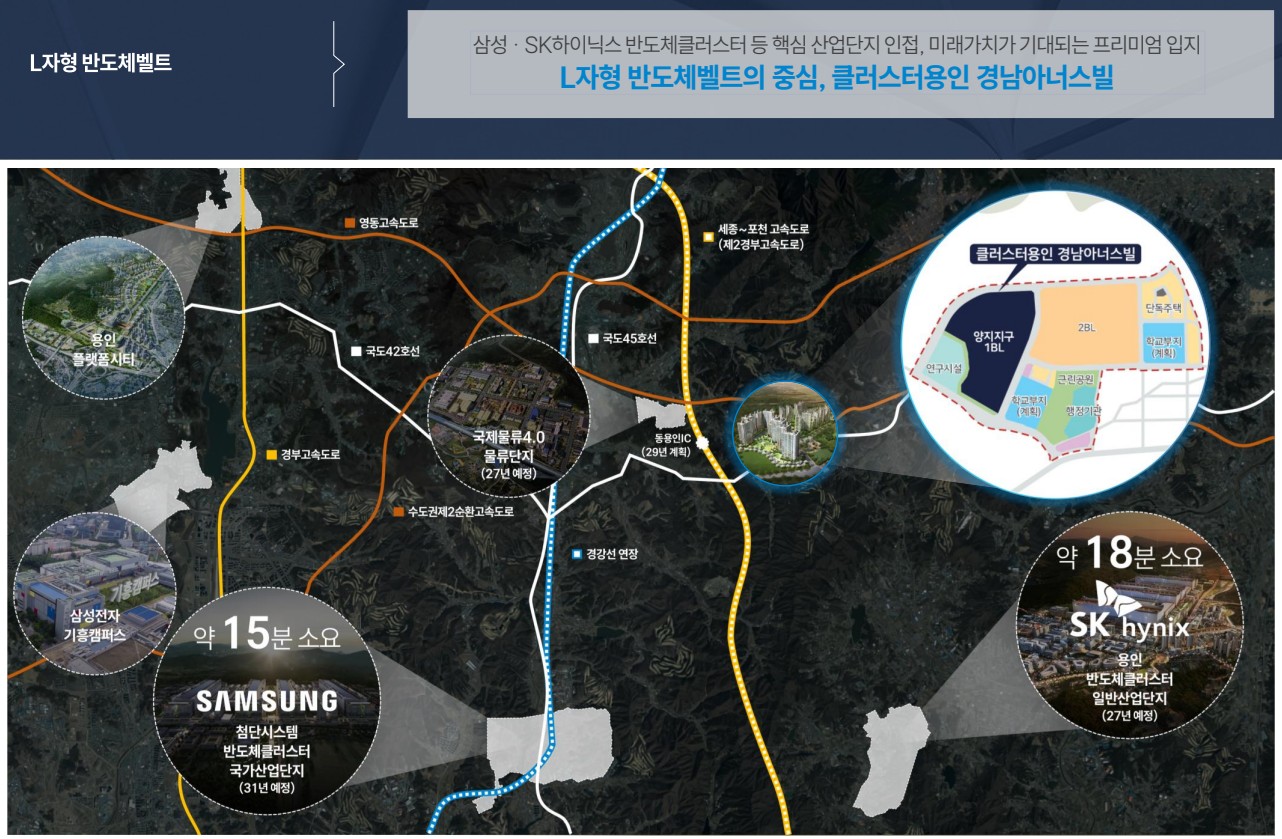 L자형 반도체벨트
삼성 · SK하이닉스 반도체클러스터 등 핵심 산업단지 인접, 미래가치가 기대되는 프리미엄 입지
L자형 반도체벨트의 중심, 클러스터용인 경남아너스빌
영동고속도로
세종~포천 고속도로
(제2경부고속도로)
클러스터용인 경남아너스빌
단독주택
2BL
양지지구
1BL
학교부지
(계획)
연구시설
근린공원
학교부지
(계획)
행정기관
용인
플랫폼시티
국도42호선
국도45호선
국제물류4.0
물류단지
(27년 예정)
동용인IC
(29년 계획)
경부고속도로
수도권제2순환고속도로
경강선 연장
기흥캠퍼스
삼성전자
기흥캠퍼스
약 15분 소요
SAMSUNG
첨단시스템
반도체클러스터
국가산업단지
(31년 예정)
약 18분 소요
SK hynix
용인
반도체클러스터
일반산업단지
(27년 예정)